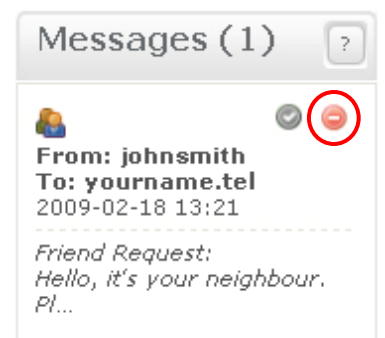 Messages (1)
?
From: johnsmith
To: yourname.tel
2009-02-18 13:21
Friend Request:
Hello, it's your neighbour.
Pl...